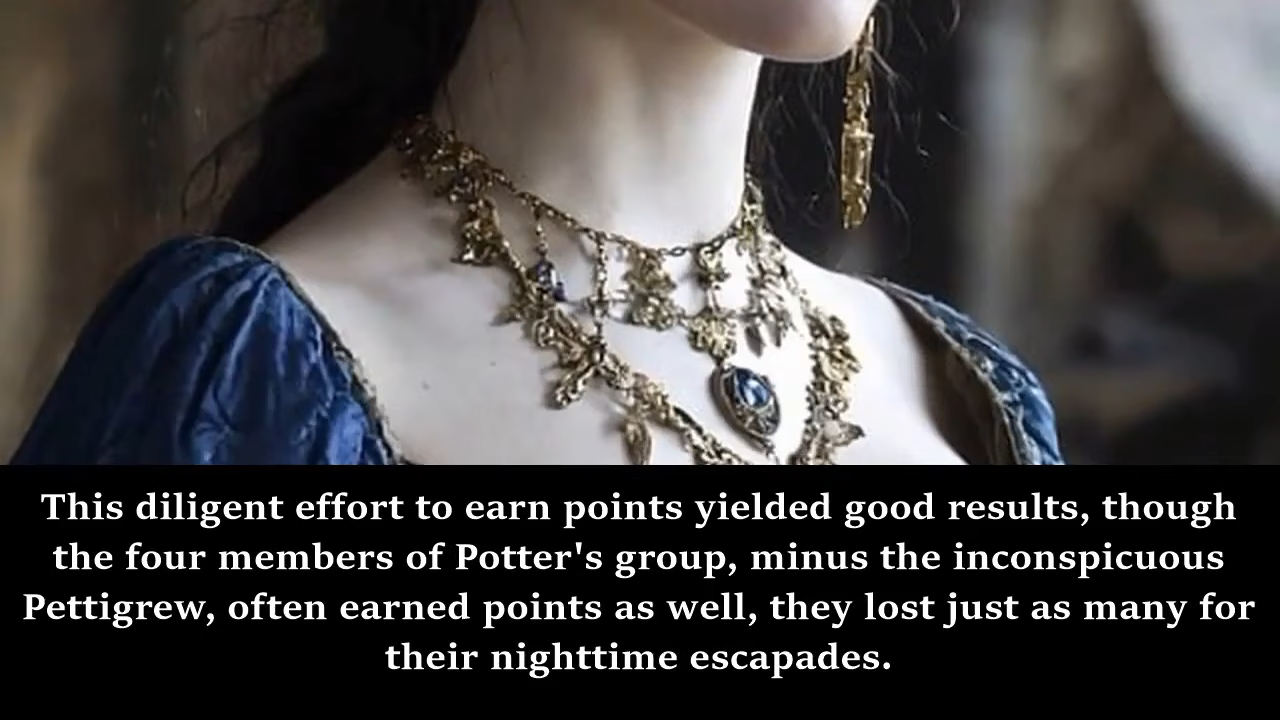 This diligent effort to earn points yielded good results, though
the four members of Potter's group, minus the inconspicuous
Pettigrew, often earned points as well, they lost just as many for
their nighttime escapades.